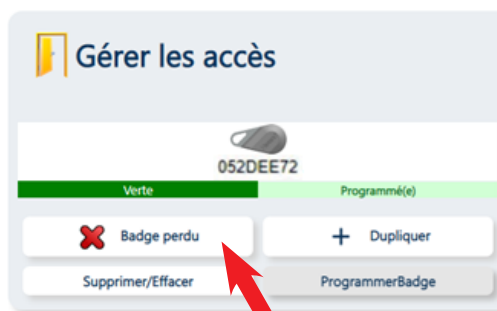 Gérer les accès
052DEE72
Verte Programmé(e)
Badge perdu + Dupliquer
Supprimer/Effacer ProgrammerBadge